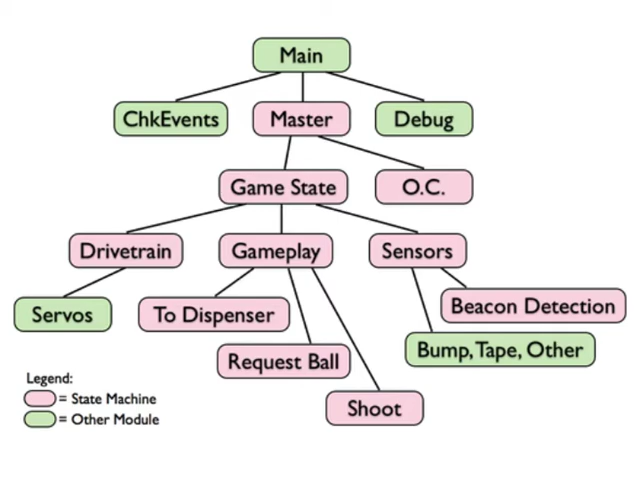 Main
ChkEvents
Master
Debug
Game State
O.C.
Drivetrain
Gameplay
Sensors
Servos
To Dispenser
Beacon Detection
Request Ball
Bump, Tape, Other
Shoot
Legend:
= State Machine
= Other Module